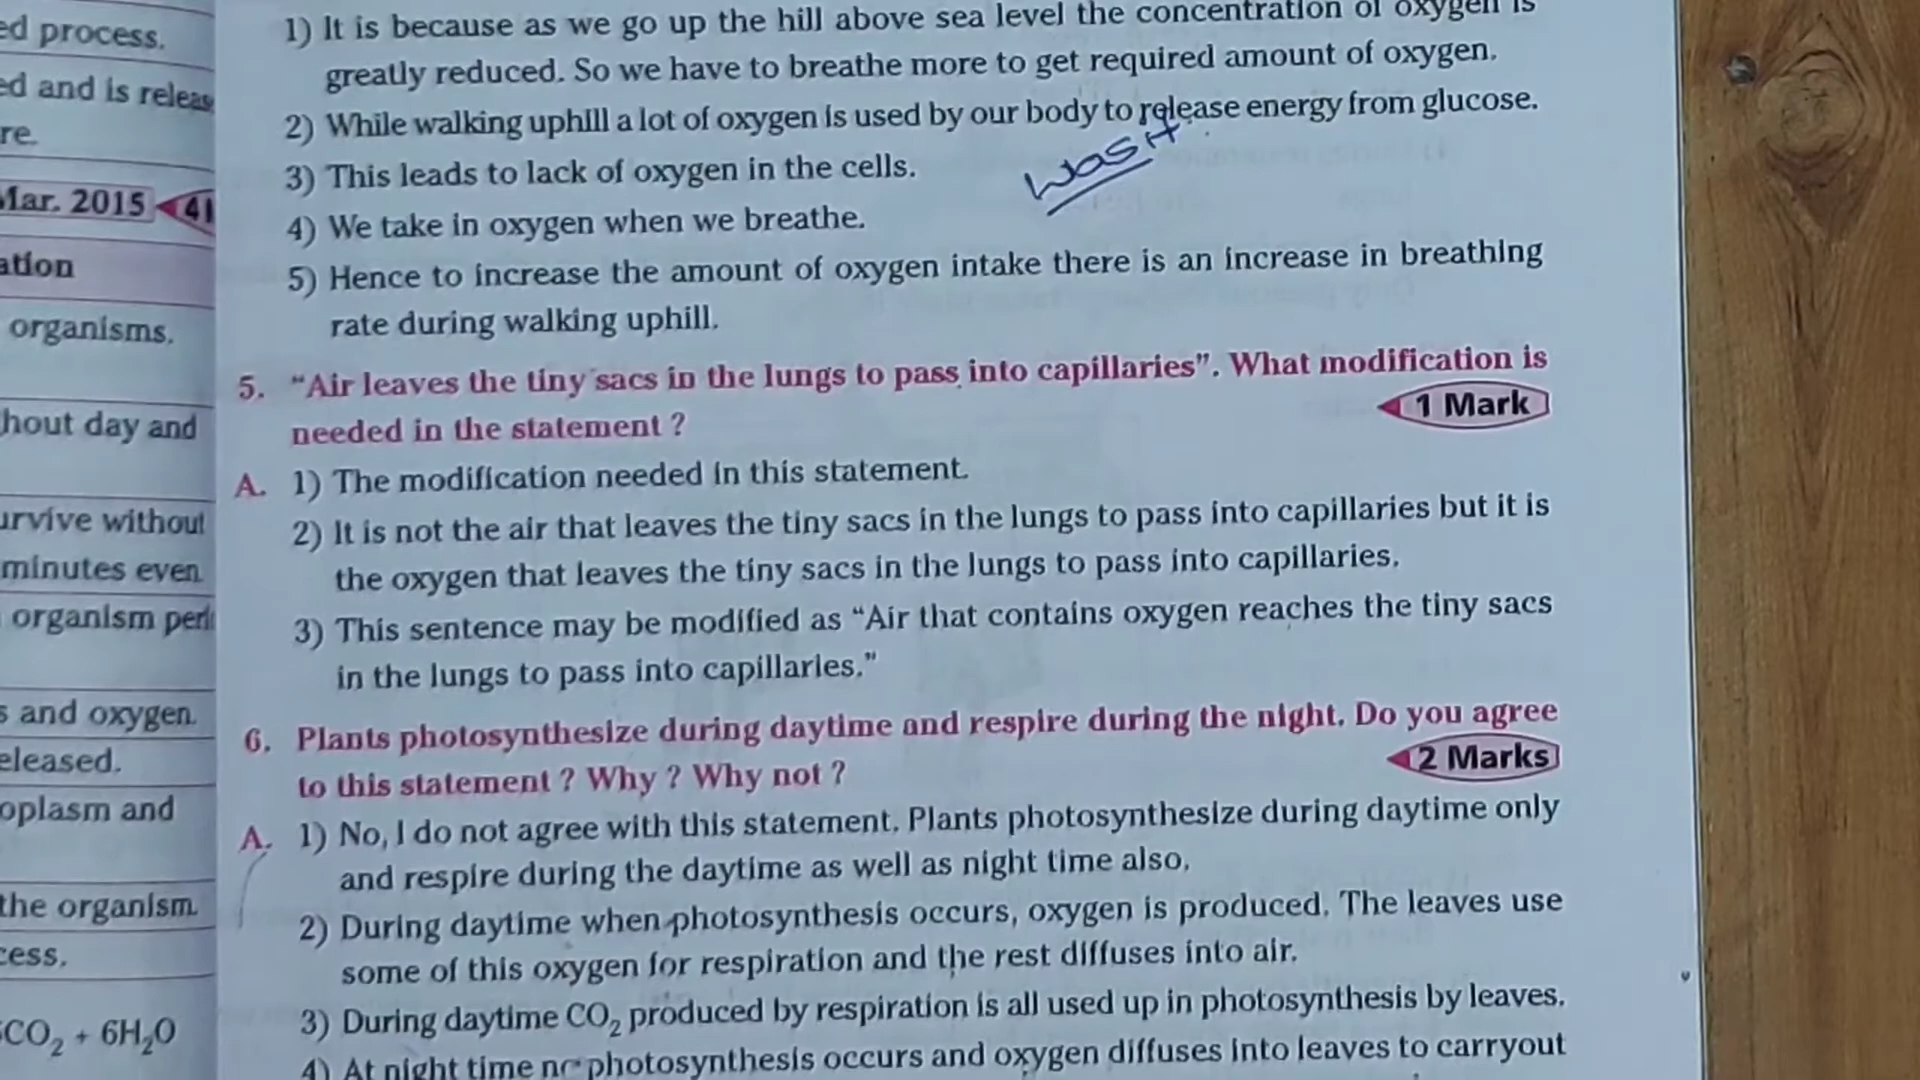 ed process.
ed and is releas
re.
Mar. 2015 41
ation
organisms.
hout day and
urvive without
minutes even
organism peri
s and oxygen.
eleased.
oplasm and
the organism.
cess.
6CO₂ + 6H₂O
1) It is because as we go up the hill above sea level the concentration of oxygen is
greatly reduced. So we have to breathe more to get required amount of oxygen.
2) While walking uphill a lot of oxygen is used by our body to release energy from glucose.
3) This leads to lack of oxygen in the cells.
WOSH
4) We take in oxygen when we breathe.
5) Hence to increase the amount of oxygen intake there is an increase in breathing
rate during walking uphill.
5. "Air leaves the tiny sacs in the lungs to pass into capillaries". What modification is
needed in the statement ? 1 Mark
A. 1) The modification needed in this statement.
2) It is not the air that leaves the tiny sacs in the lungs to pass into capillaries but it is
the oxygen that leaves the tiny sacs in the lungs to pass into capillaries.
3) This sentence may be modified as "Air that contains oxygen reaches the tiny sacs
in the lungs to pass into capillaries."
6. Plants photosynthesize during daytime and respire during the night. Do you agree
to this statement ? Why ? Why not ? 2 Marks
A. 1) No, I do not agree with this statement. Plants photosynthesize during daytime only
and respire during the daytime as well as night time also.
2) During daytime when photosynthesis occurs, oxygen is produced. The leaves use
some of this oxygen for respiration and the rest diffuses into air.
3) During daytime CO₂ produced by respiration is all used up in photosynthesis by leaves.
4) At night time no photosynthesis occurs and oxygen diffuses into leaves to carryout